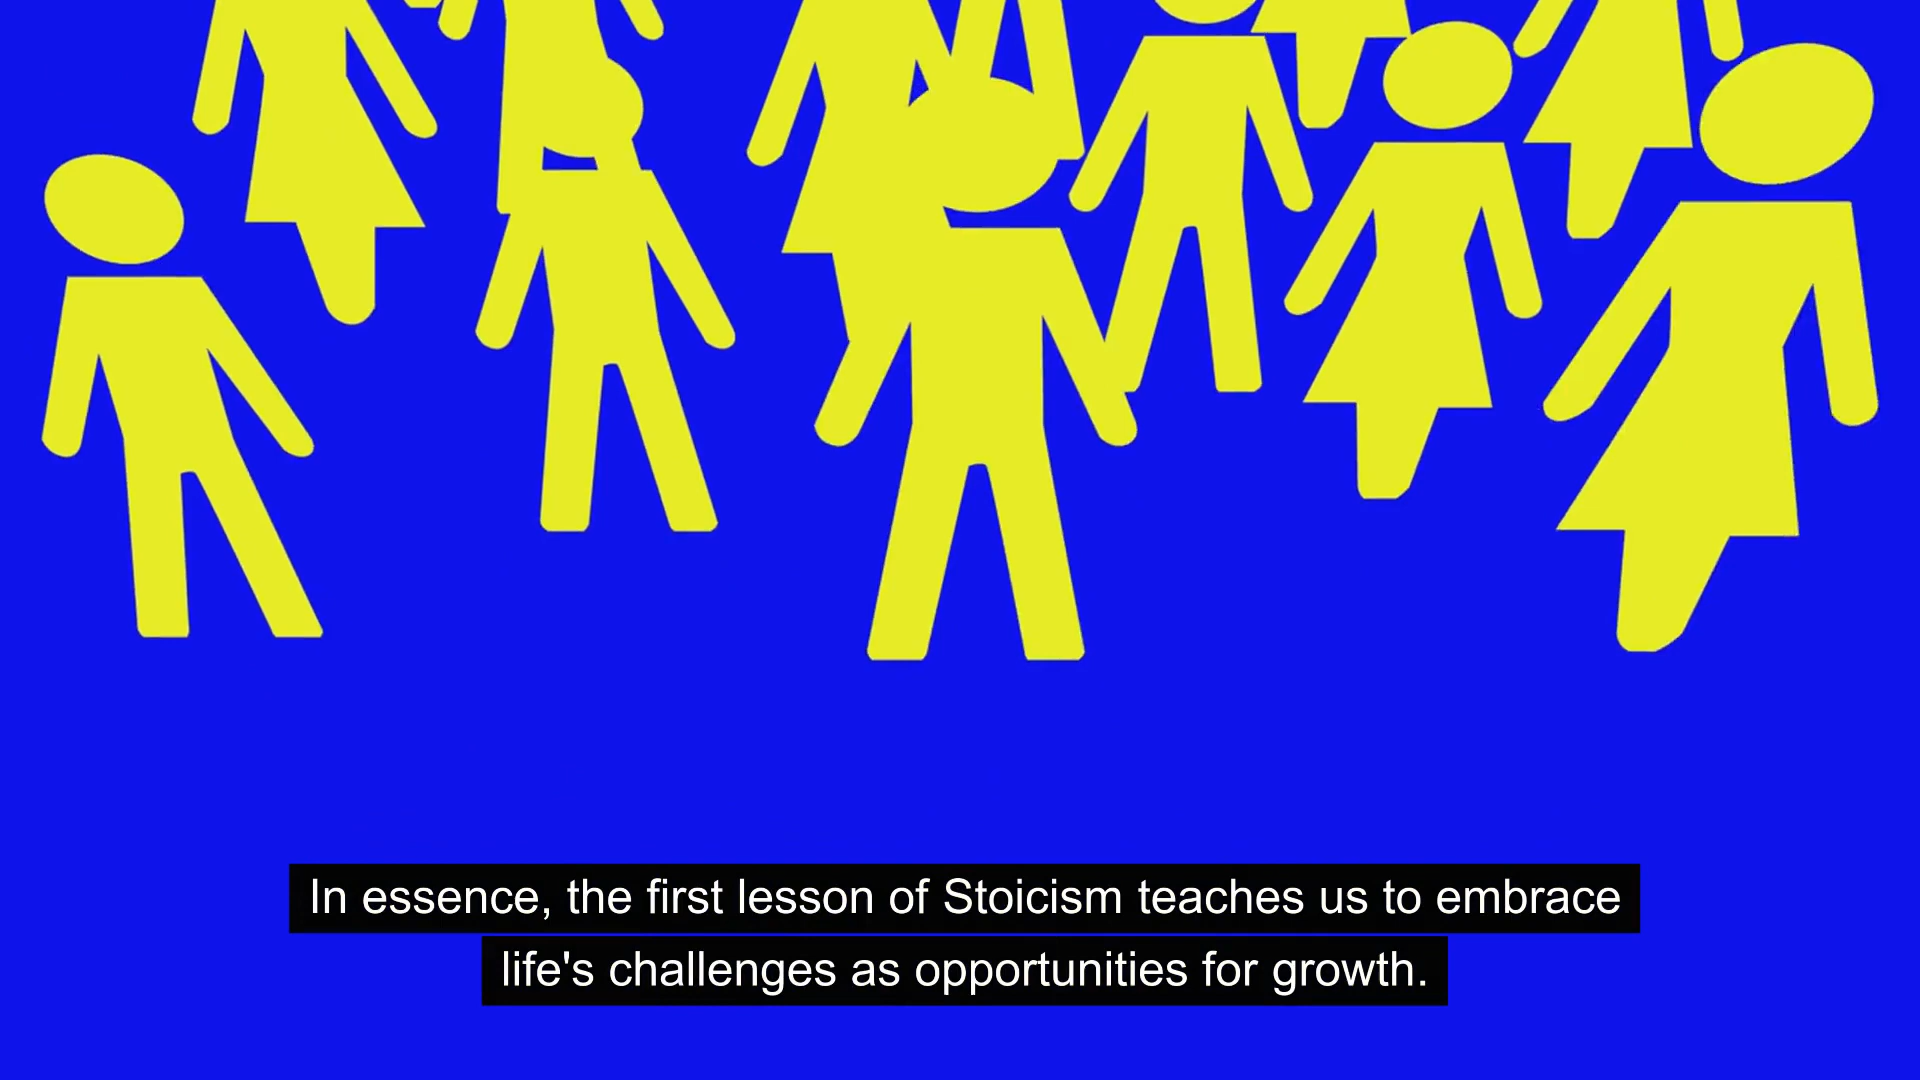 In essence, the first lesson of Stoicism teaches us to embrace
life's challenges as opportunities for growth.